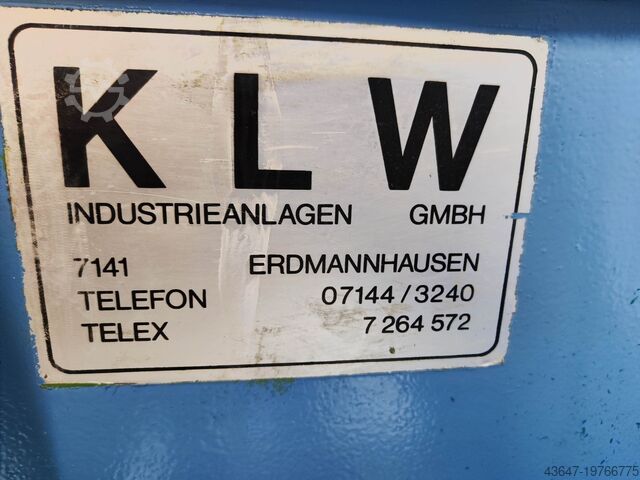 K L W
INDUSTRIEANLAGEN GMBH
7141 ERDMANNHAUSEN
TELEFON 07144/3240
TELEX 7 264 572
43647-19766775